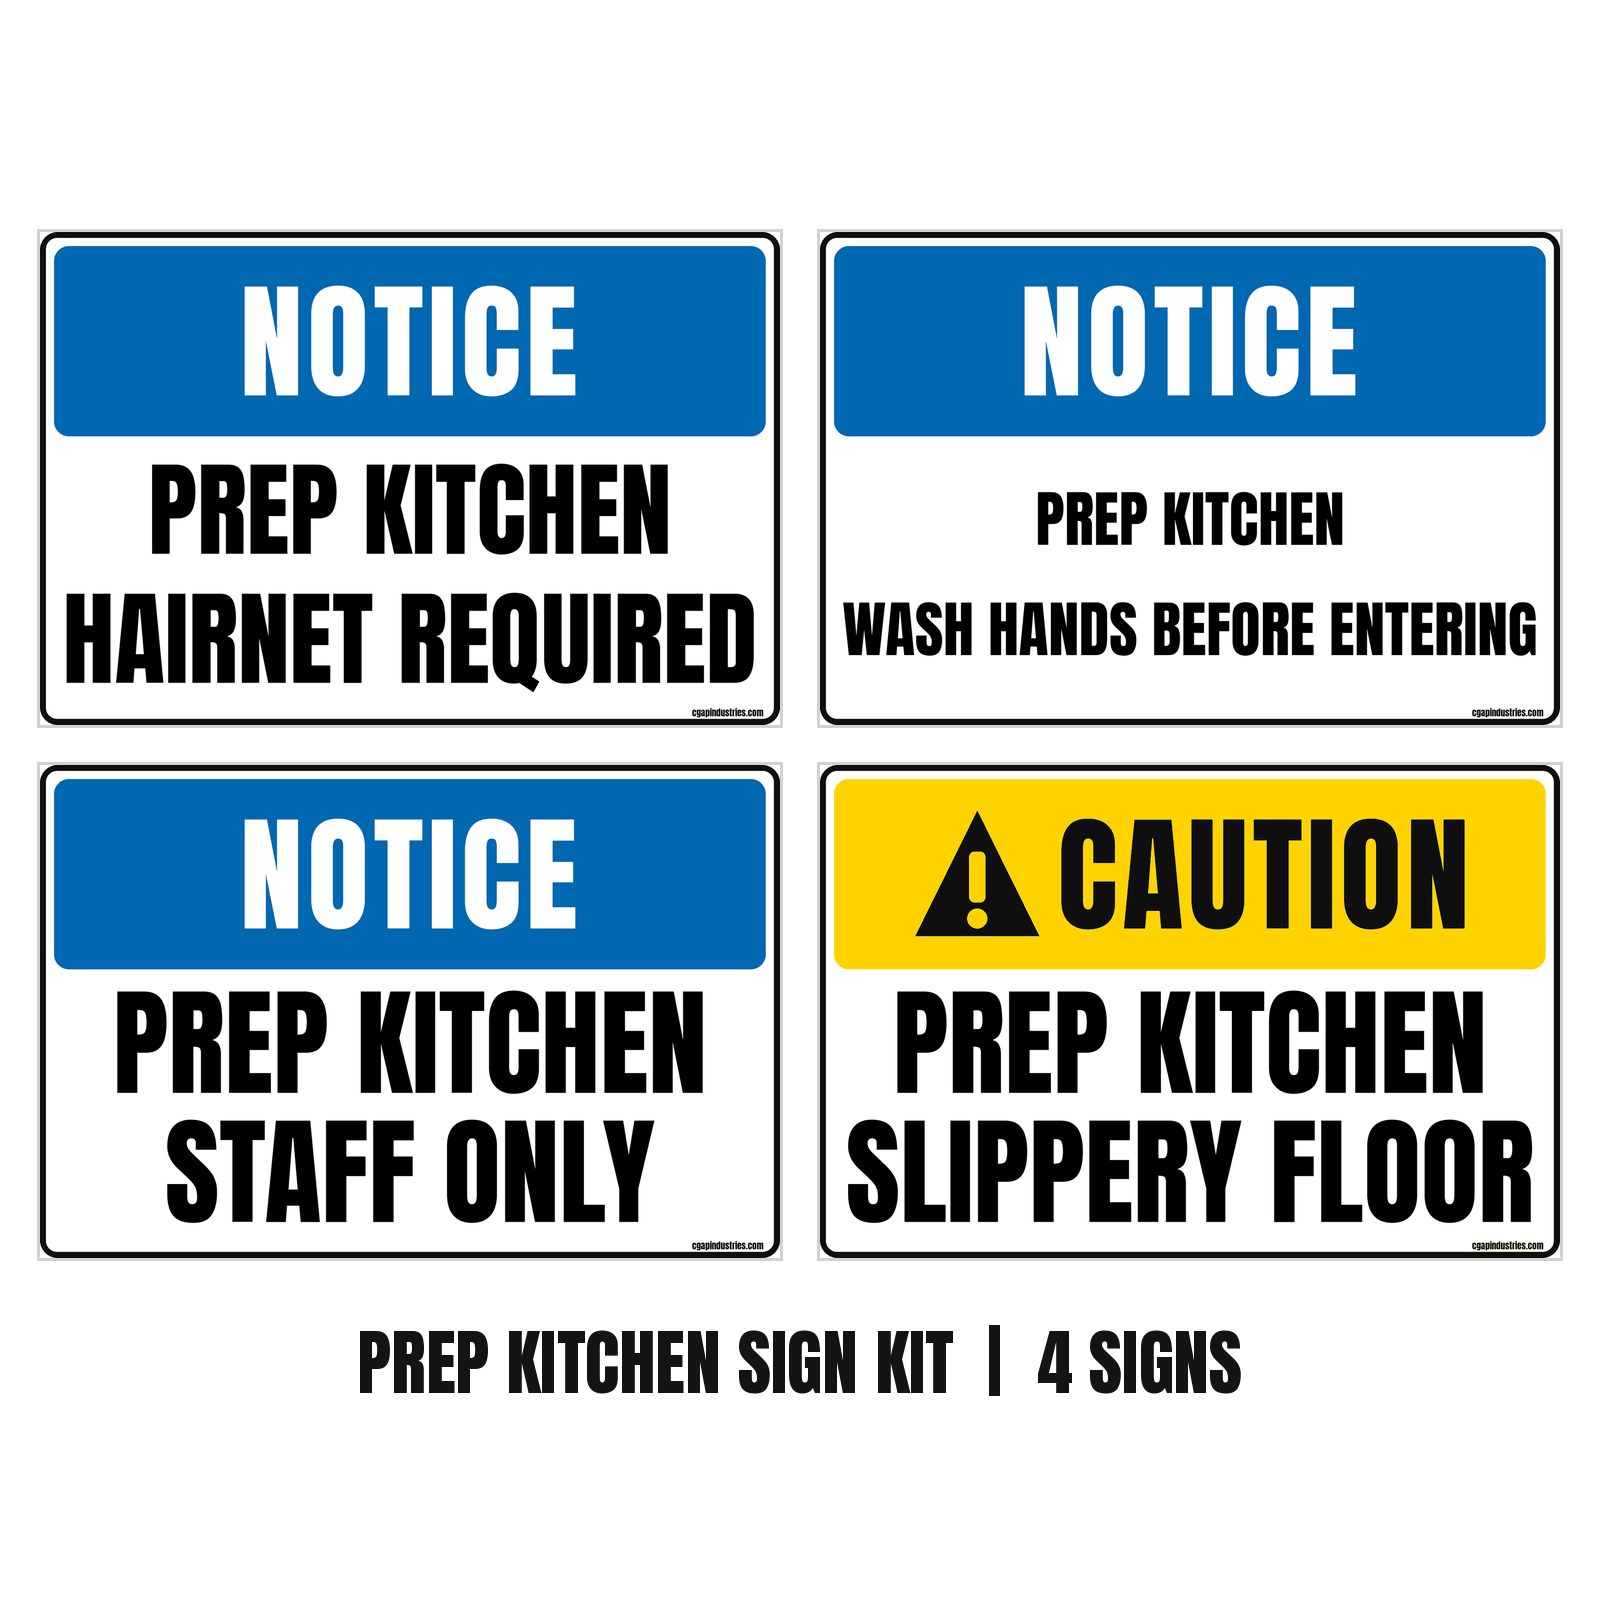 NOTICE
PREP KITCHEN
HAIRNET REQUIRED
cgapindustries.com
NOTICE
PREP KITCHEN
WASH HANDS BEFORE ENTERING
cgapindustries.com
NOTICE
PREP KITCHEN
STAFF ONLY
cgapindustries.com
CAUTION
PREP KITCHEN
SLIPPERY FLOOR
cgapindustries.com
PREP KITCHEN SIGN KIT | 4 SIGNS